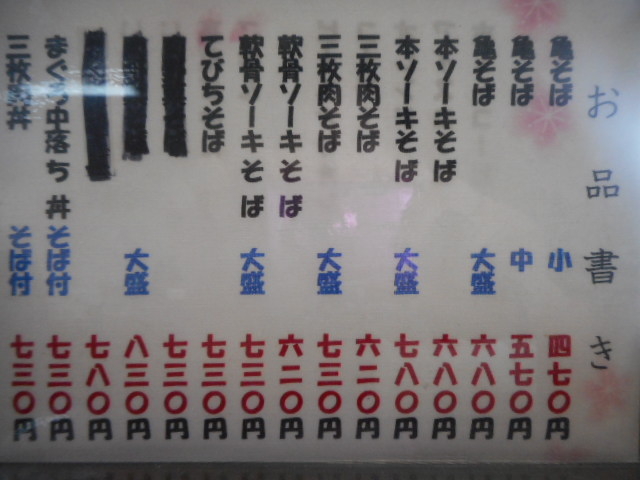 お品書き
亀そば 小 四七〇円
亀そば 中 五七〇円
亀そば 大盛 六八〇円
本ソーキそば 六八〇円
本ソーキそば 大盛 七八〇円
三枚肉そば 六二〇円
三枚肉そば 大盛 七三〇円
軟骨ソーキそば 六二〇円
軟骨ソーキそば 大盛 七三〇円
てびちそば 七三〇円
七三〇円
大盛 八三〇円
七八〇円
まぐろ中落ち丼 そば付 七三〇円
三枚肉丼 そば付 七三〇円